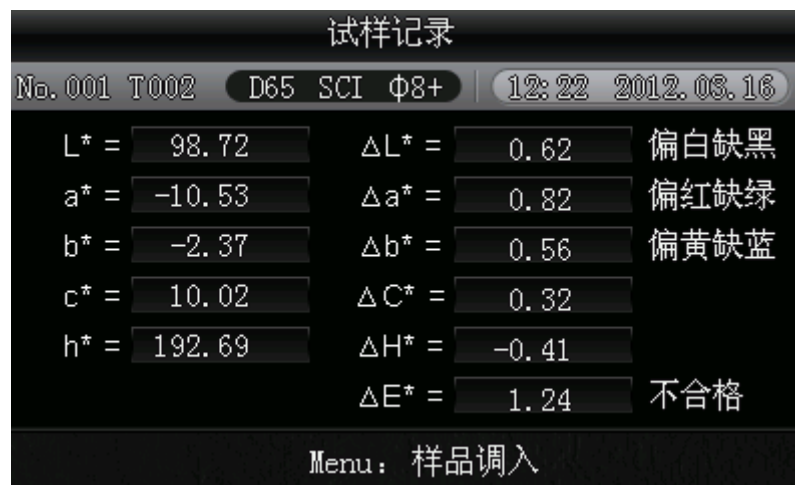 试样记录
No.001 T002 D65 SCI Φ8+ 12:22 2012.03.16
L* = 98.72 ΔL* = 0.62 偏白缺黑
a* = -10.53 Δa* = 0.82 偏红缺绿
b* = -2.37 Δb* = 0.56 偏黄缺蓝
c* = 10.02 ΔC* = 0.32
h* = 192.69 ΔH* = -0.41
ΔE* = 1.24 不合格
Menu：样品调入